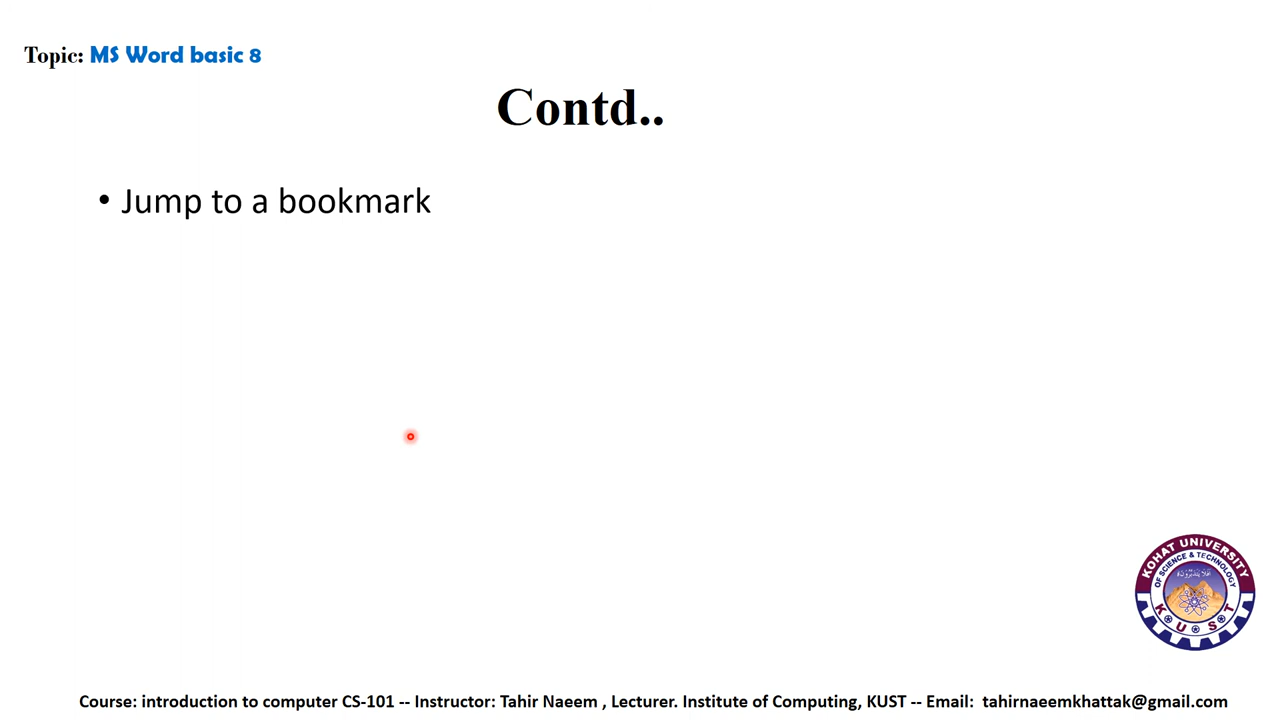 Topic: MS Word basic 8
Contd..
• Jump to a bookmark
KOHAT UNIVERSITY
OF SCIENCE & TECHNOLOGY
K U S T
Course: introduction to computer CS-101 -- Instructor: Tahir Naeem , Lecturer. Institute of Computing, KUST -- Email:  tahirnaeemkhattak@gmail.com